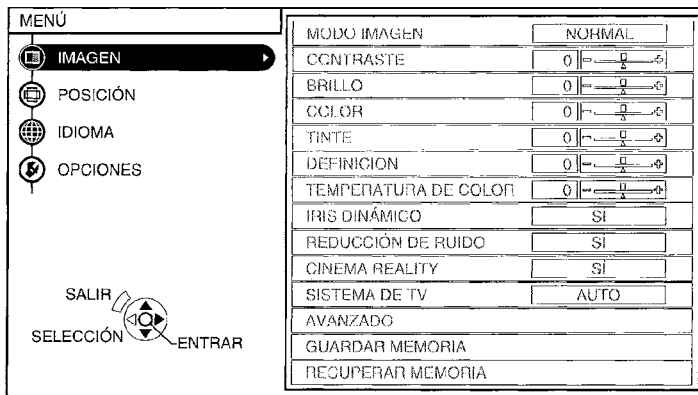 MENÚ
IMAGEN
POSICIÓN
IDIOMA
OPCIONES
SALIR
SELECCIÓN
ENTRAR
MODO IMAGEN NORMAL
CONTRASTE 0
BRILLO 0
COLOR 0
TINTE 0
DEFINICION 0
TEMPERATURA DE COLOR 0
IRIS DINÁMICO SÍ
REDUCCIÓN DE RUIDO SÍ
CINEMA REALITY SÍ
SISTEMA DE TV AUTO
AVANZADO
GUARDAR MEMORIA
RECUPERAR MEMORIA